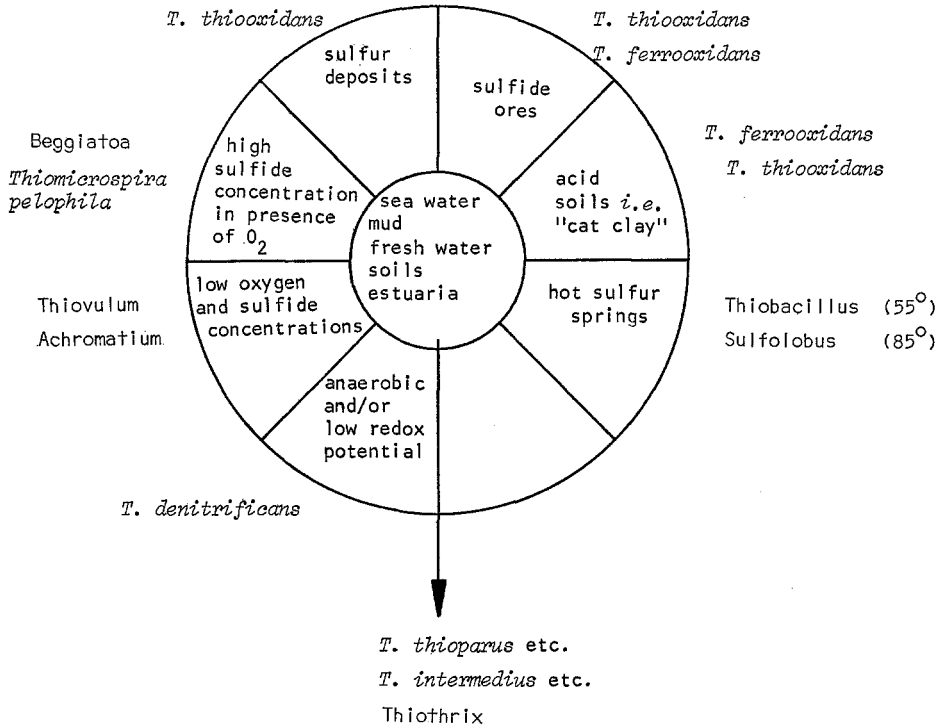 T. thiooxidans
sulfur
deposits
T. thiooxidans
T. ferrooxidans
sulfide
ores
T. ferrooxidans
T. thiooxidans
acid
soils i.e.
"cat clay"
Beggiatoa
Thiomicrospira
pelophila
high
sulfide
concentration
in presence
of O2
sea water
mud
fresh water
soils
estuaria
Thiovulum
Achromatium
low oxygen
and sulfide
concentrations
hot sulfur
springs
Thiobacillus (55°)
Sulfolobus (85°)
anaerobic
and/or
low redox
potential
T. denitrificans
T. thioparus etc.
T. intermedius etc.
Thiothrix